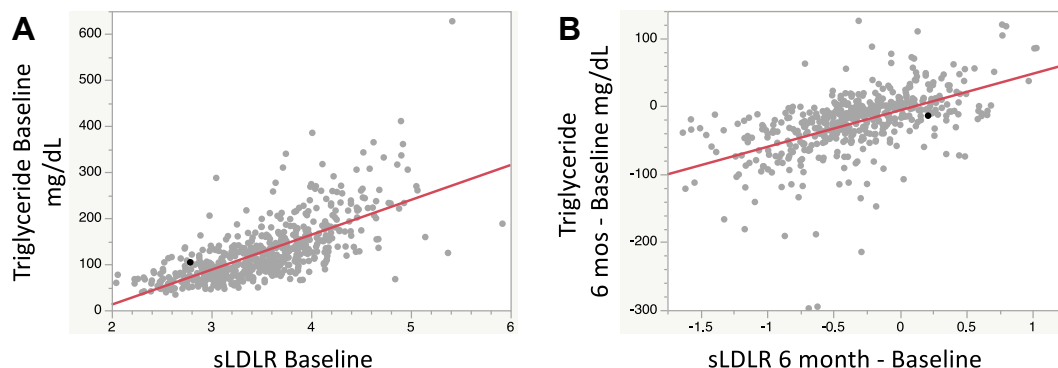 A
Triglyceride Baseline
mg/dL
600
500
400
300
200
100
0
2
3
4
5
6
sLDLR Baseline
B
Triglyceride
6 mos - Baseline mg/dL
100
0
-100
-200
-300
-1.5
-1
-0.5
0
0.5
1
sLDLR 6 month - Baseline